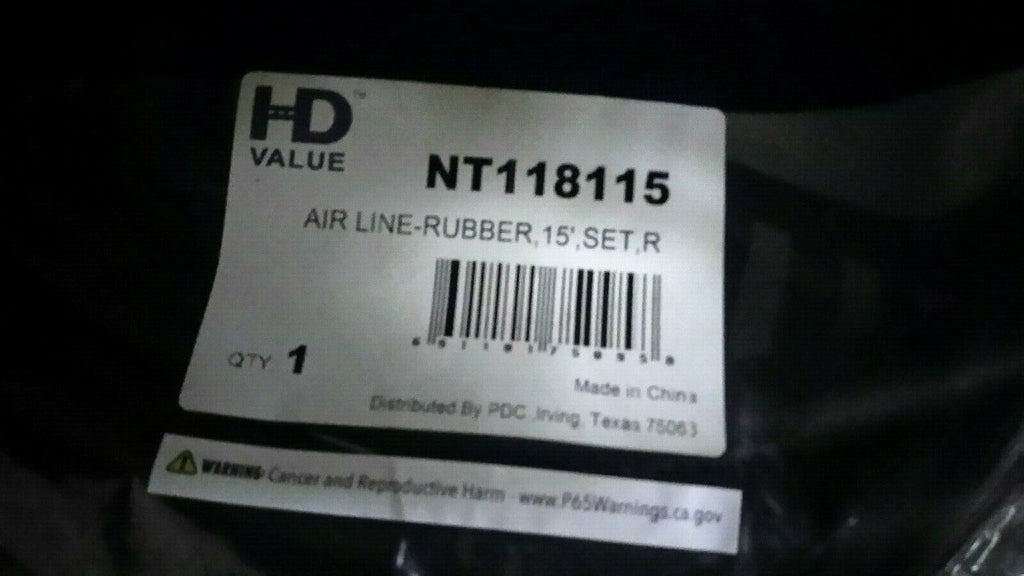 HD™
VALUE
NT118115
AIR LINE-RUBBER,15',SET,R
QTY 1
Made in China
Distributed By PDC ,Irving, Texas 75063
WARNING: Cancer and Reproductive Harm - www.P65Warnings.ca.gov